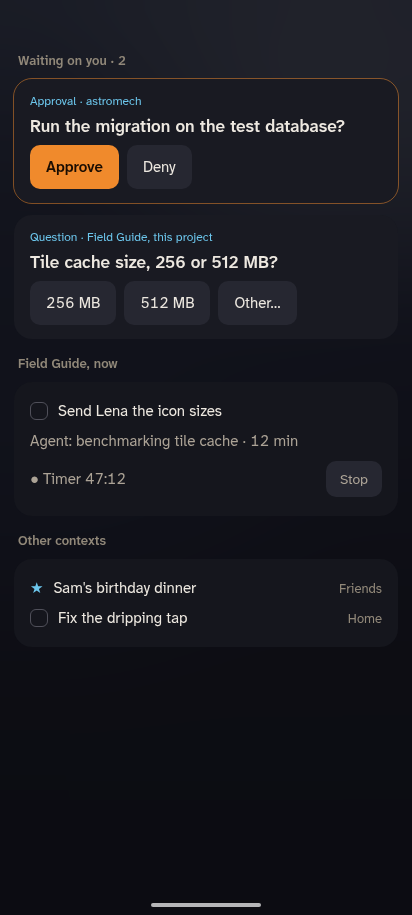 Waiting on you · 2
Approval · astromech
Run the migration on the test database?
Approve
Deny
Question · Field Guide, this project
Tile cache size, 256 or 512 MB?
256 MB
512 MB
Other…
Field Guide, now
Send Lena the icon sizes
Agent: benchmarking tile cache · 12 min
● Timer 47:12
Stop
Other contexts
★ Sam's birthday dinner
Friends
Fix the dripping tap
Home